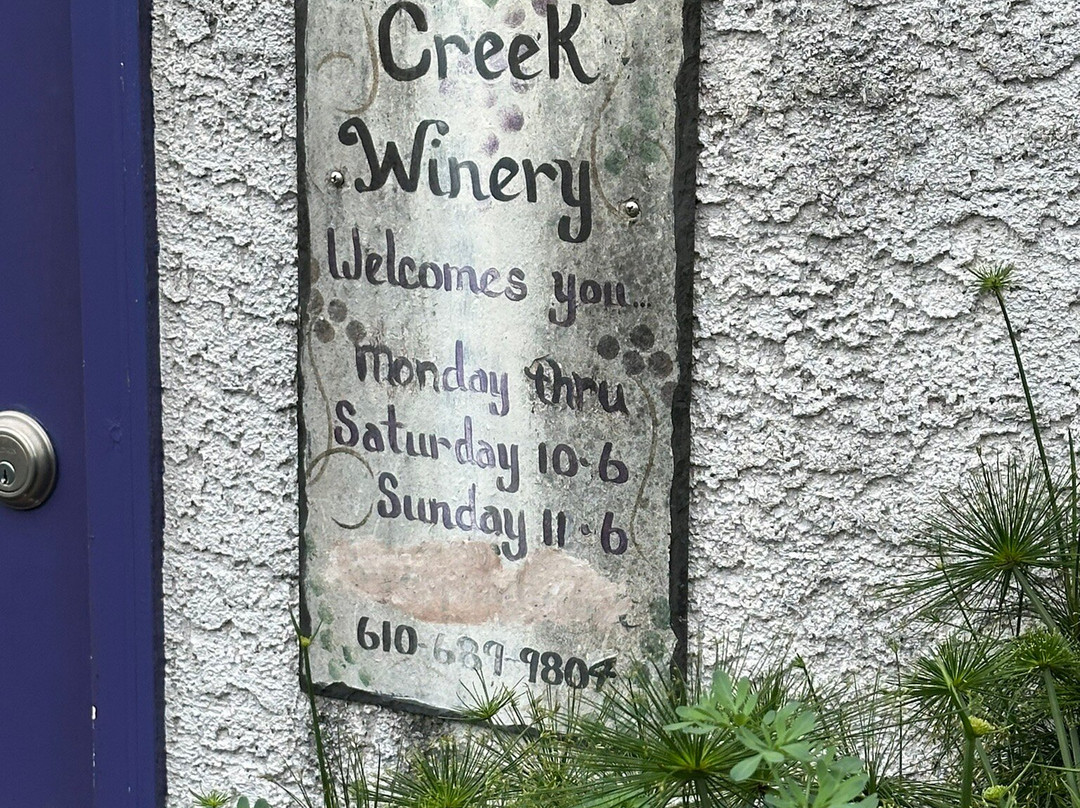 Creek
Winery
Welcomes you...
Monday thru
Saturday 10-6
Sunday 11-6
610-689-9804